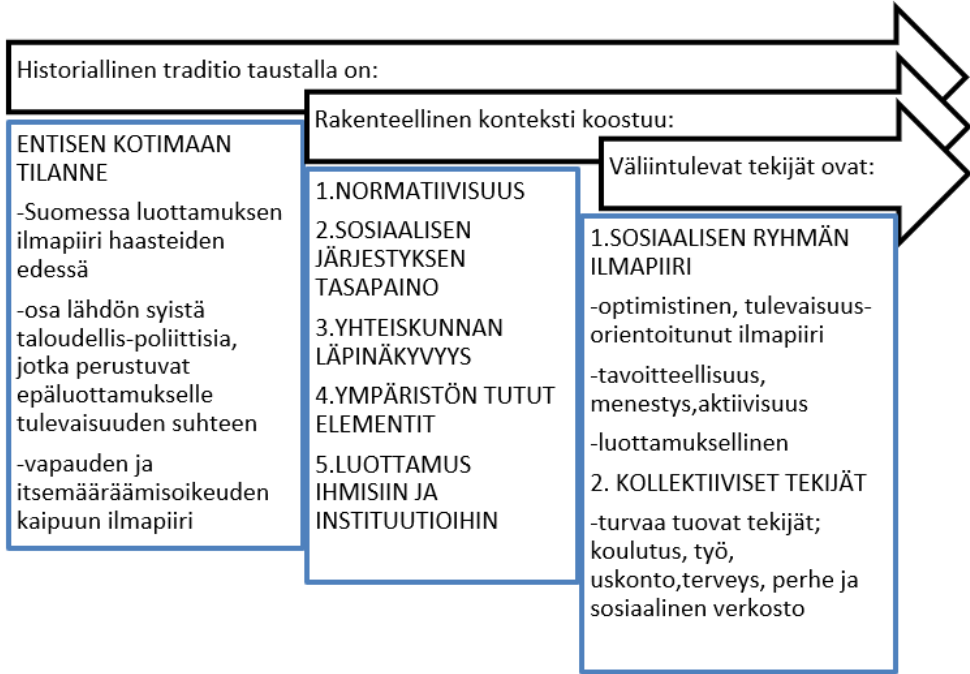 Historiallinen traditio taustalla on:
ENTISEN KOTIMAAN
TILANNE
-Suomessa luottamuksen
ilmapiiri haasteiden
edessä
-osa lähdön syistä
taloudellis-poliittisia,
jotka perustuvat
epäluottamukselle
tulevaisuuden suhteen
-vapauden ja
itsemääräämisoikeuden
kaipuun ilmapiiri
Rakenteellinen konteksti koostuu:
1.NORMATIIVISUUS
2.SOSIAALISEN
JÄRJESTYKSEN
TASAPAINO
3.YHTEISKUNNAN
LÄPINÄKYVYYS
4.YMPÄRISTÖN TUTUT
ELEMENTIT
5.LUOTTAMUS
IHMISIIN JA
INSTITUUTIOIHIN
Väliintulevat tekijät ovat:
1.SOSIAALISEN RYHMÄN
ILMAPIIRI
-optimistinen, tulevaisuus-
orientoitunut ilmapiiri
-tavoitteellisuus,
menestys,aktiivisuus
-luottamuksellinen
2. KOLLEKTIIVISET TEKIJÄT
-turvaa tuovat tekijät;
koulutus, työ,
uskonto,terveys, perhe ja
sosiaalinen verkosto